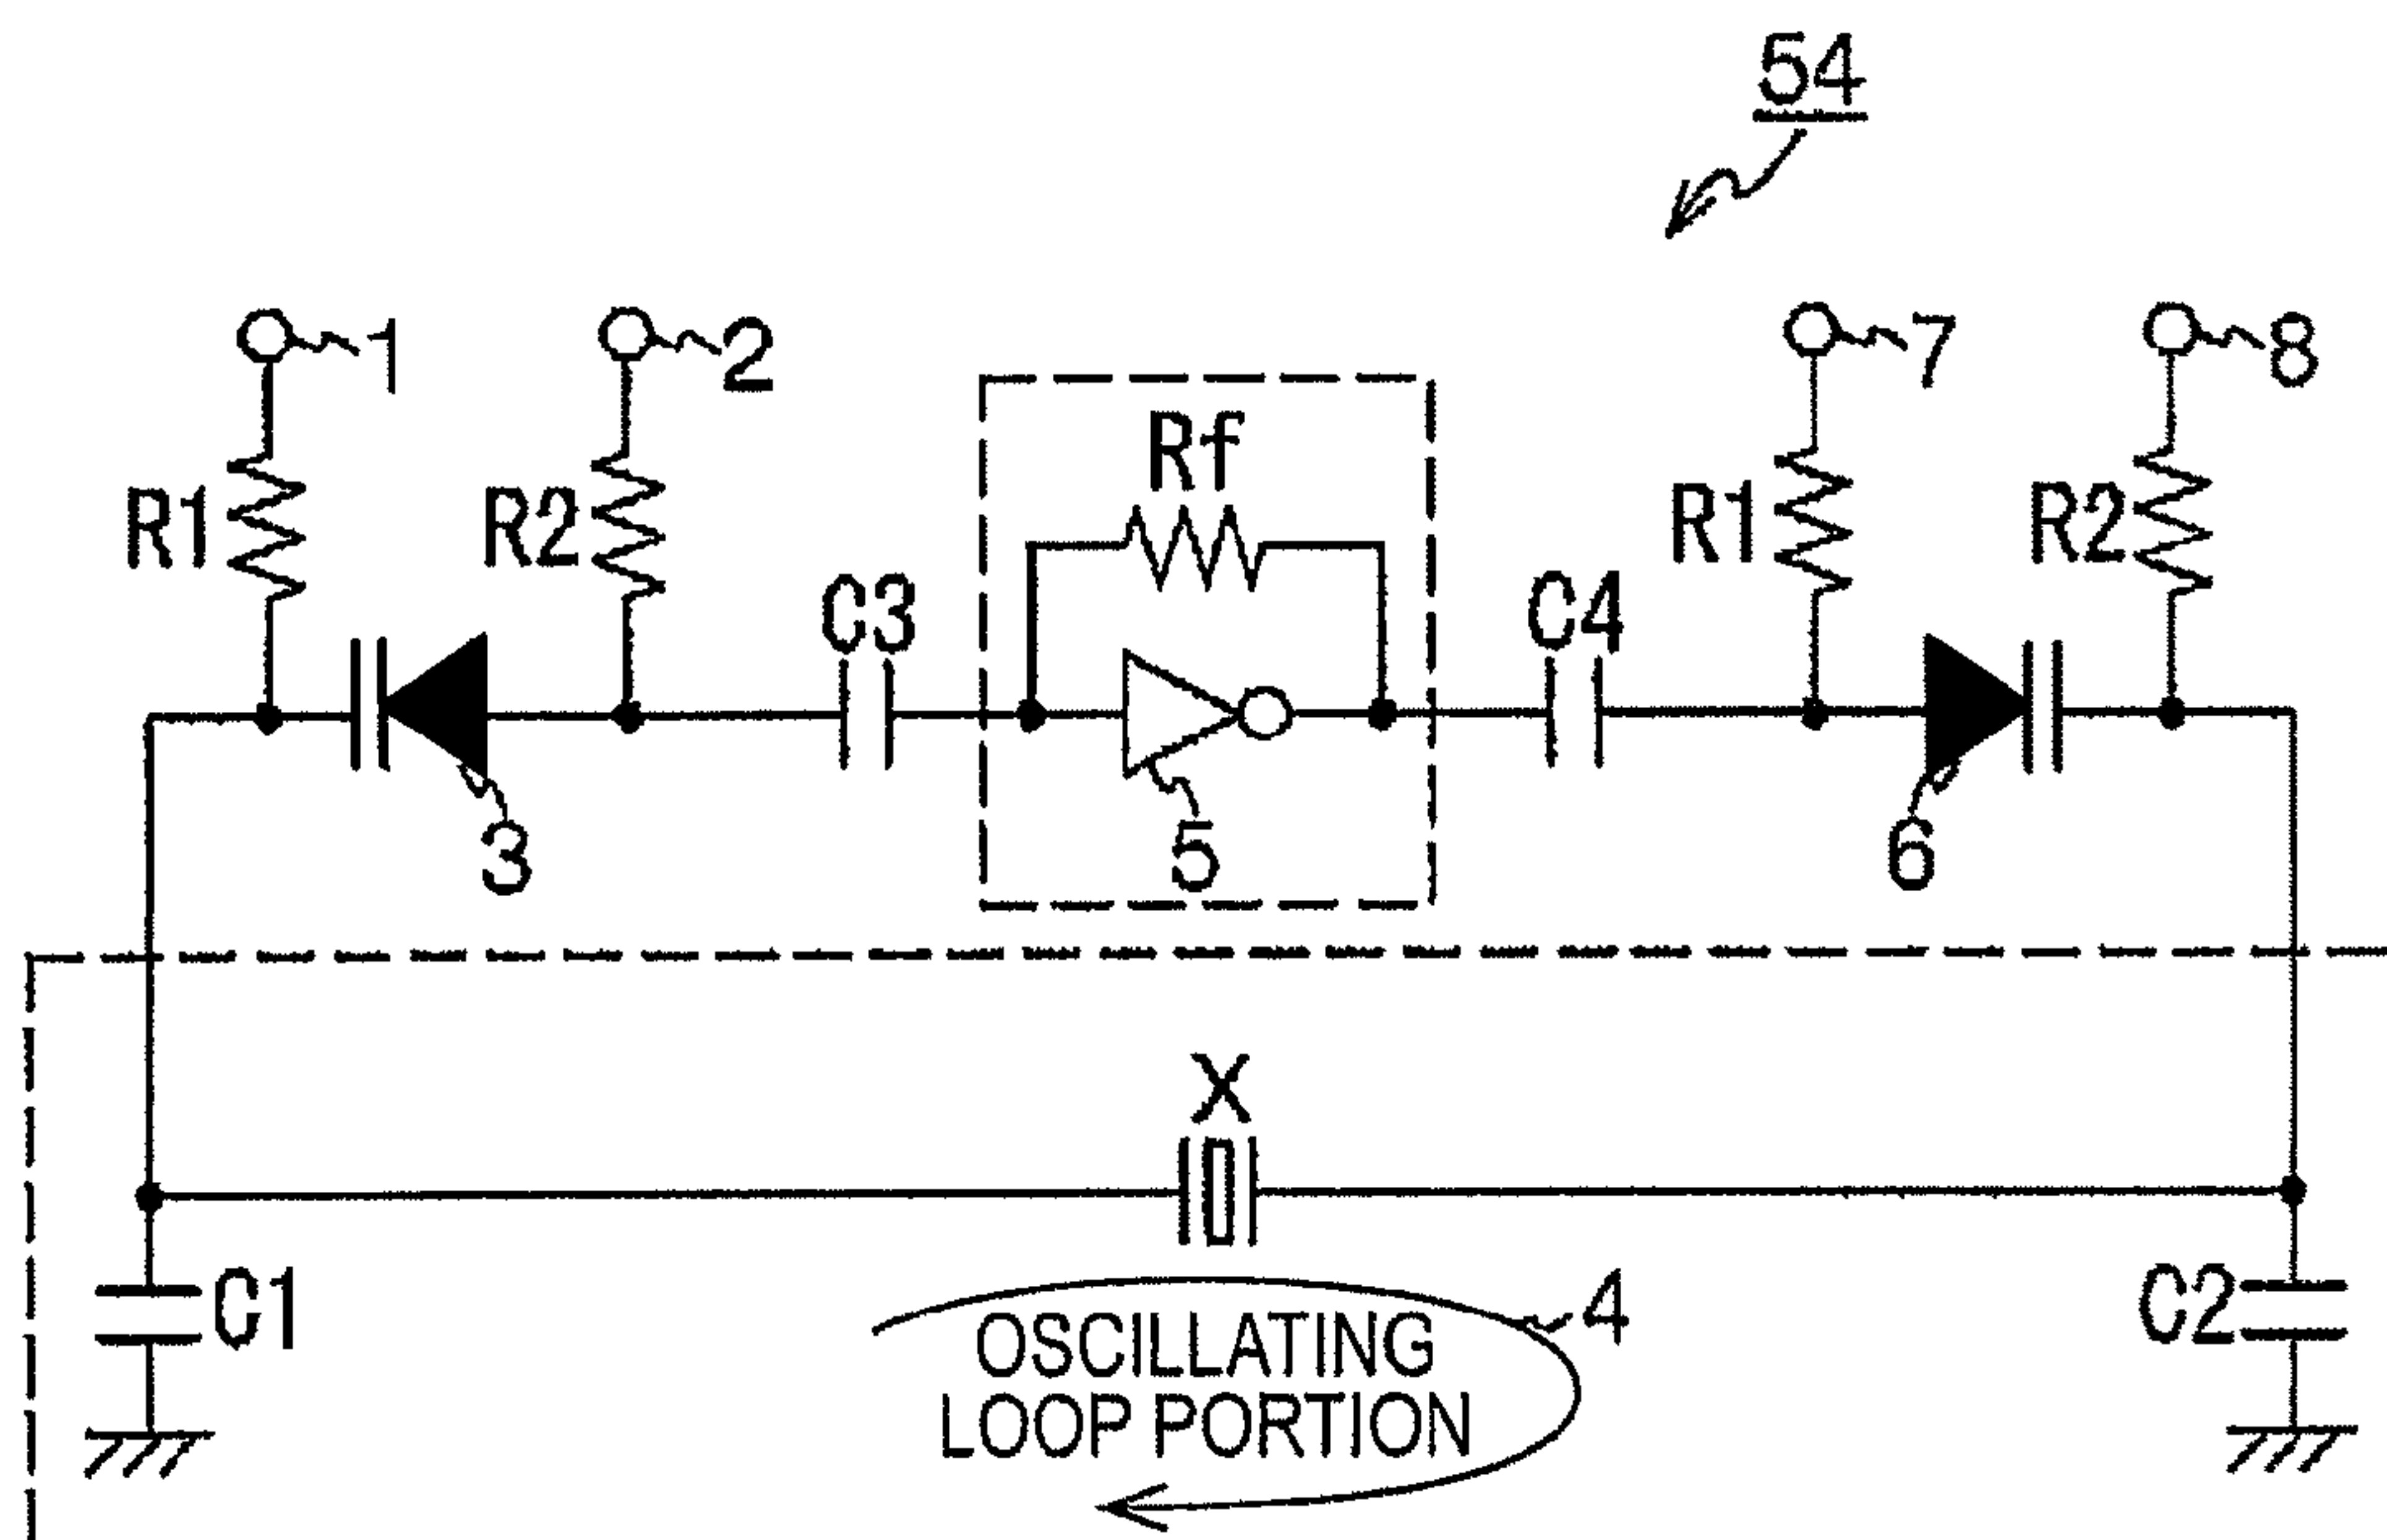 54
1
2
7
8
Rf
R1
R2
R1
R2
C3
C4
3
5
6
X
C1
C2
4
OSCILLATING
LOOP PORTION